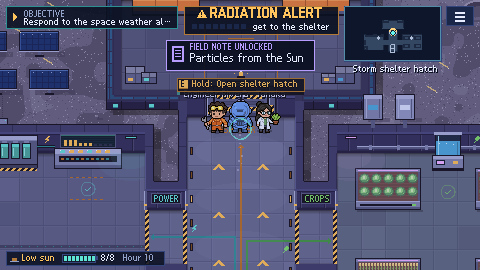 OBJECTIVE
Respond to the space weather al…
RADIATION ALERT
get to the shelter
FIELD NOTE UNLOCKED
Particles from the Sun
Storm shelter hatch
E Hold: Open shelter hatch
POWER
CROPS
Low sun 8/8 Hour 10